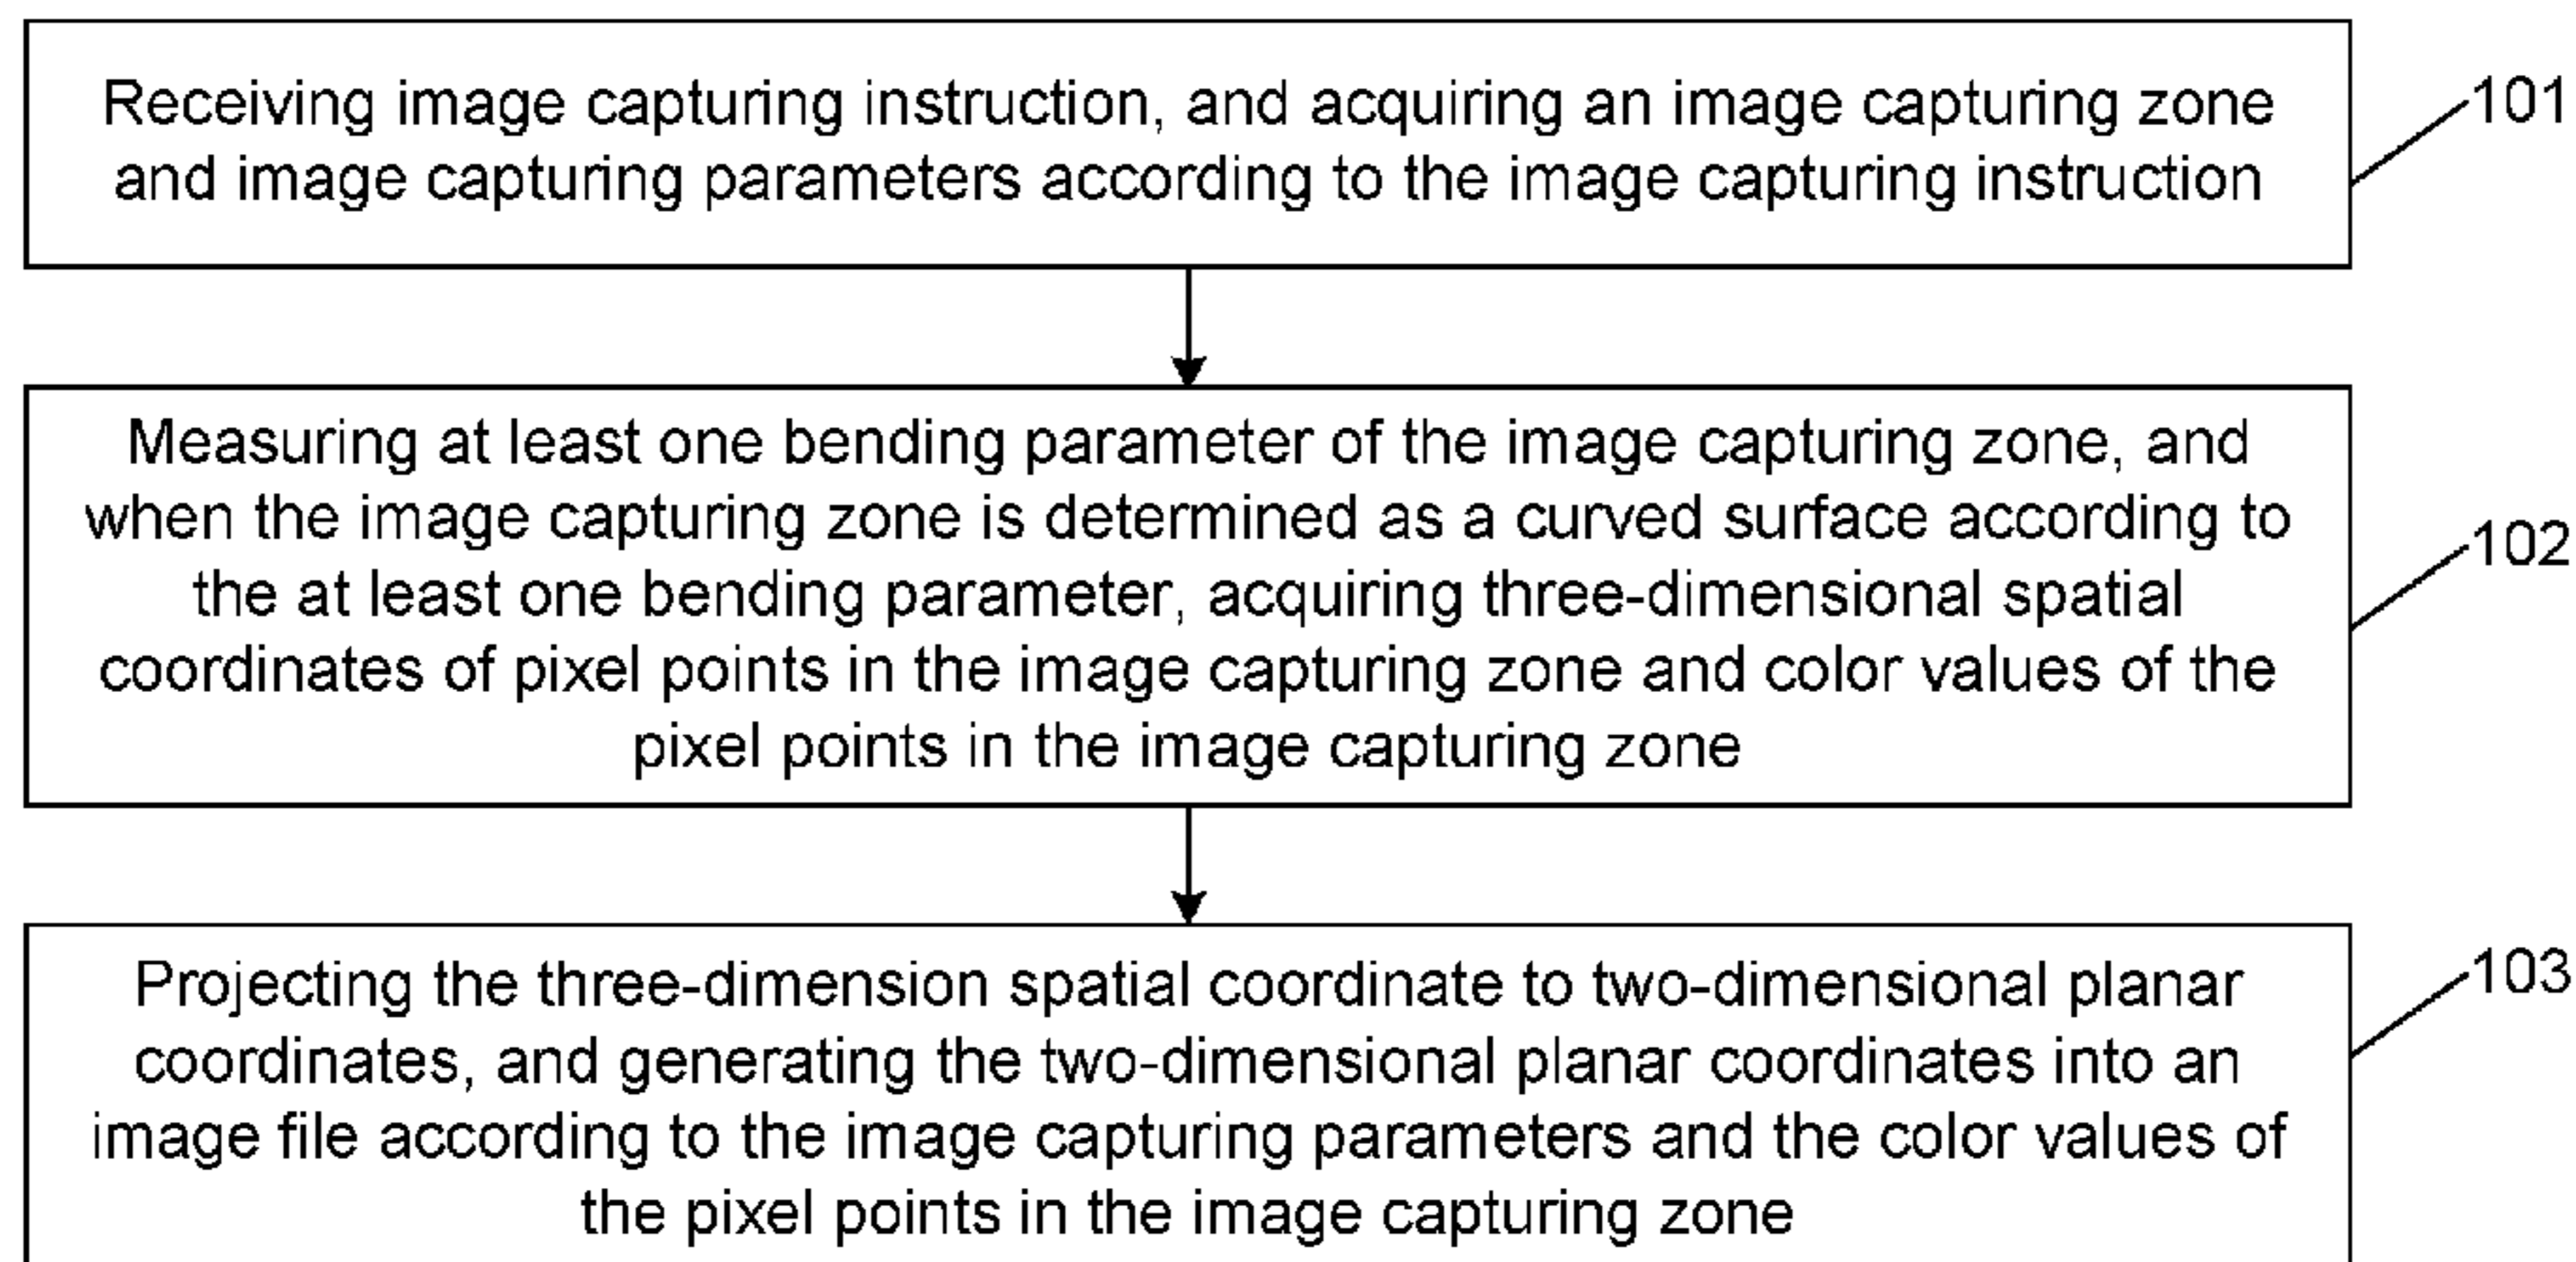 Receiving image capturing instruction, and acquiring an image capturing zone
and image capturing parameters according to the image capturing instruction
101
Measuring at least one bending parameter of the image capturing zone, and
when the image capturing zone is determined as a curved surface according to
the at least one bending parameter, acquiring three-dimensional spatial
coordinates of pixel points in the image capturing zone and color values of the
pixel points in the image capturing zone
102
Projecting the three-dimension spatial coordinate to two-dimensional planar
coordinates, and generating the two-dimensional planar coordinates into an
image file according to the image capturing parameters and the color values of
the pixel points in the image capturing zone
103